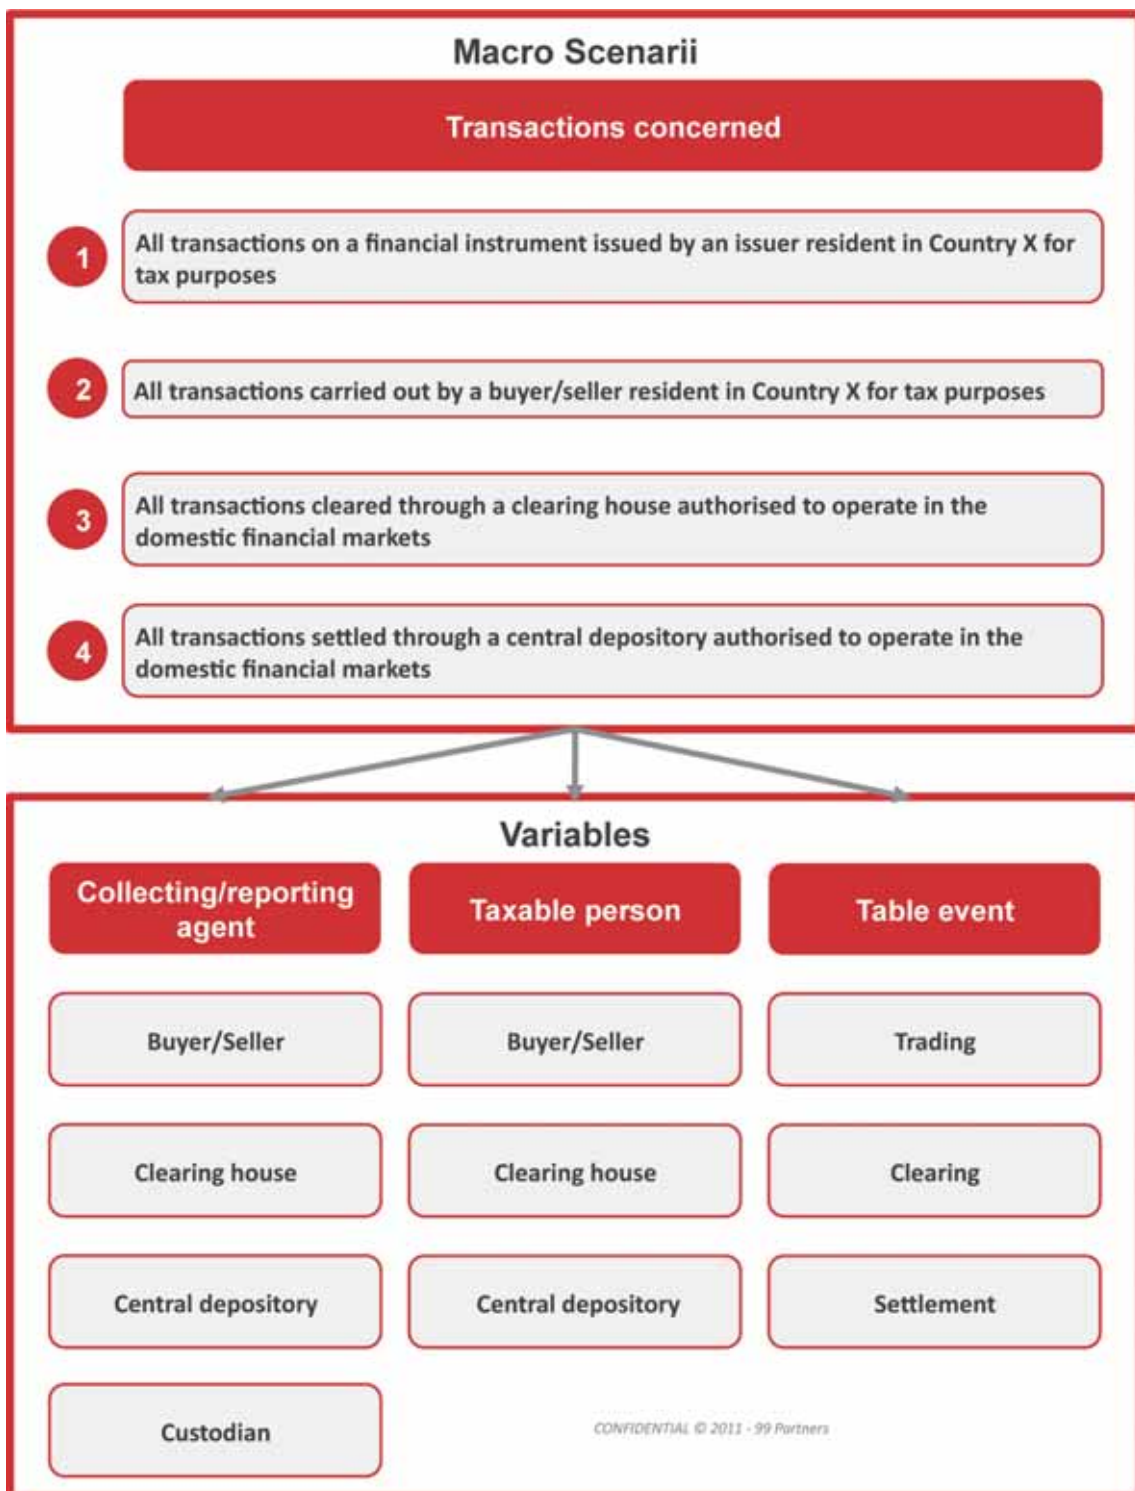 Macro Scenarii
Transactions concerned
1
All transactions on a financial instrument issued by an issuer resident in Country X for
tax purposes
2
All transactions carried out by a buyer/seller resident in Country X for tax purposes
3
All transactions cleared through a clearing house authorised to operate in the
domestic financial markets
4
All transactions settled through a central depository authorised to operate in the
domestic financial markets
Variables
Collecting/reporting
agent
Taxable person
Table event
Buyer/Seller
Buyer/Seller
Trading
Clearing house
Clearing house
Clearing
Central depository
Central depository
Settlement
Custodian
CONFIDENTIAL © 2011 - 99 Partners